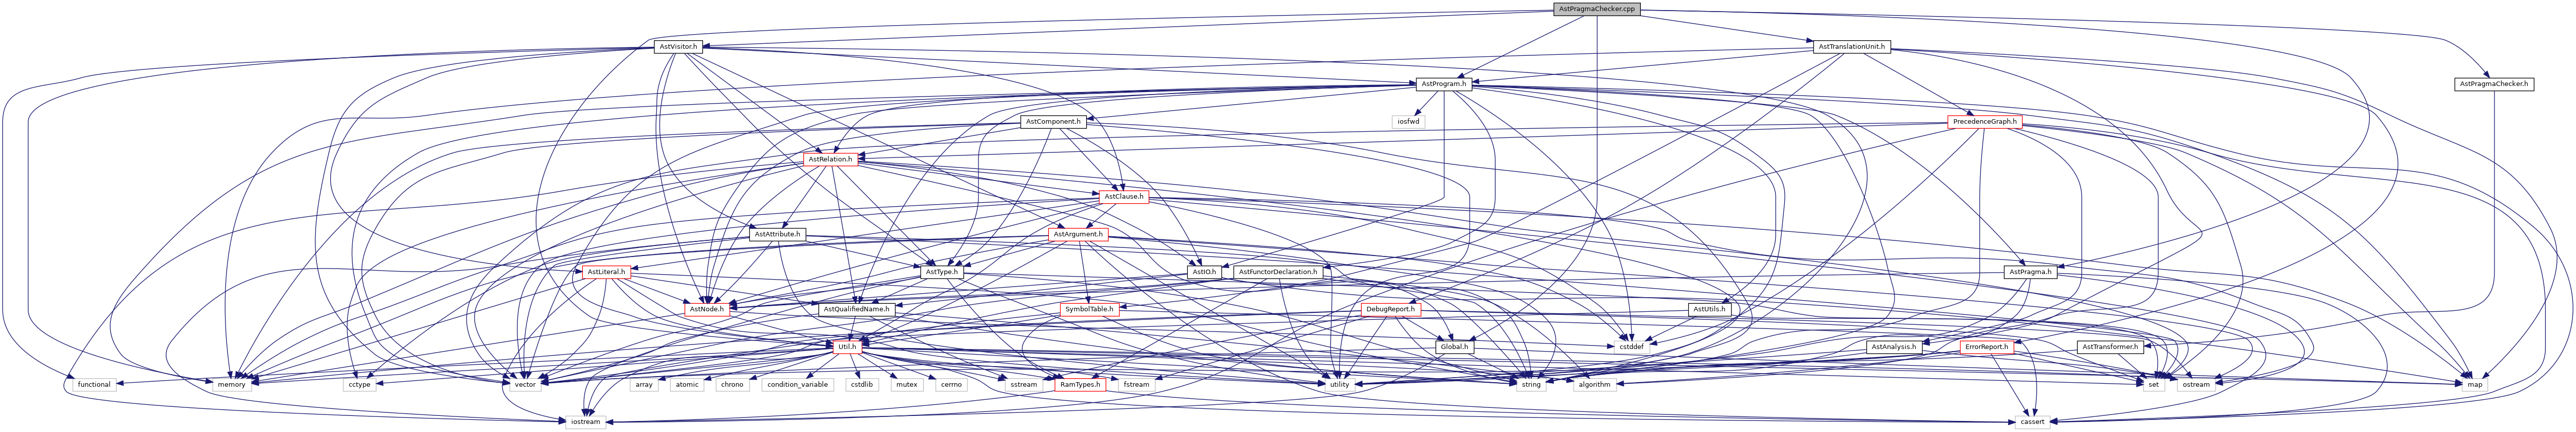 AstPragmaChecker.cpp
AstVisitor.h
AstTranslationUnit.h
AstProgram.h
AstPragmaChecker.h
AstComponent.h
iosfwd
PrecedenceGraph.h
AstRelation.h
AstClause.h
AstAttribute.h
AstArgument.h
AstLiteral.h
AstType.h
AstIO.h
AstFunctorDeclaration.h
AstPragma.h
AstNode.h
AstQualifiedName.h
SymbolTable.h
DebugReport.h
AstUtils.h
Util.h
Global.h
cstddef
AstAnalysis.h
ErrorReport.h
AstTransformer.h
functional
memory
cctype
vector
array
atomic
chrono
condition_variable
cstdlib
mutex
cerrno
sstream
RamTypes.h
fstream
utility
string
algorithm
set
ostream
map
iostream
cassert